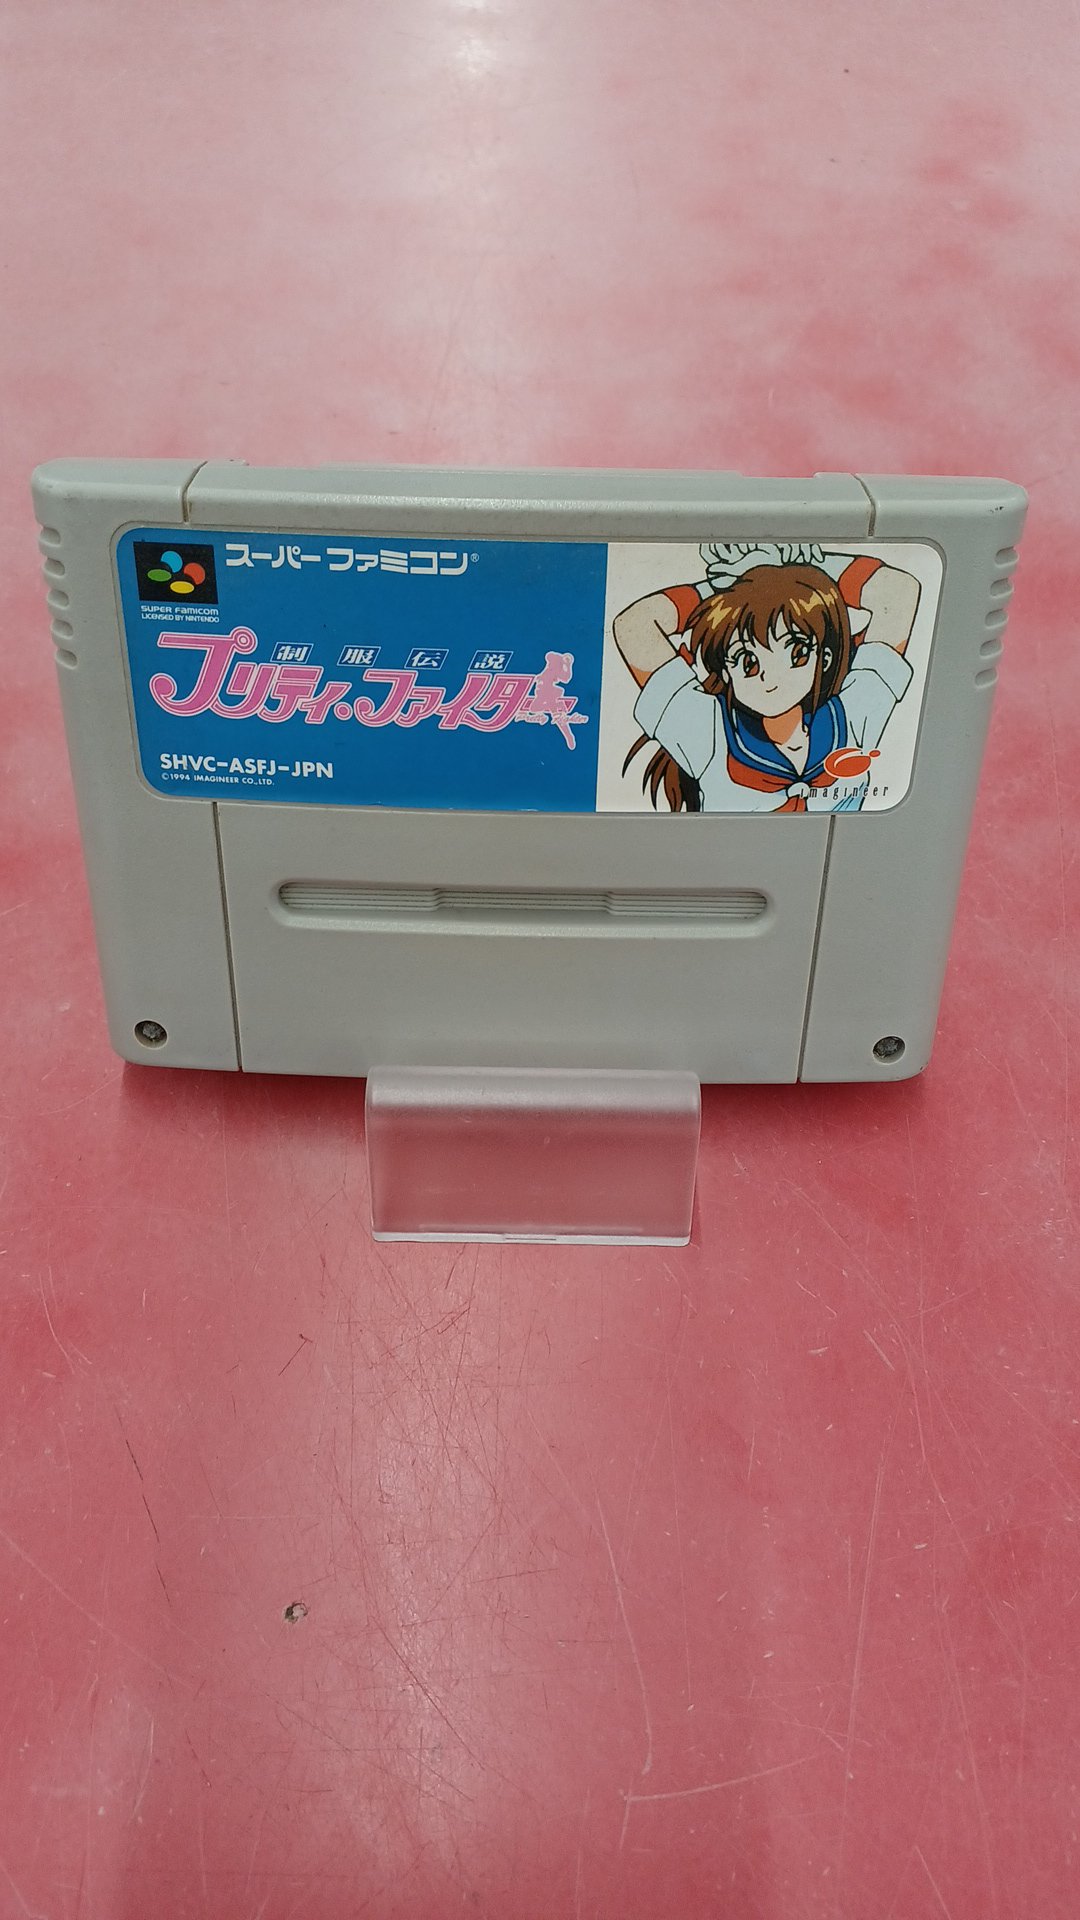 スーパーファミコン®
SUPER FAMICOM
LICENSED BY NINTENDO
制服伝説
プリティ・ファイター
Pretty Fighter
SHVC-ASFJ-JPN
©1994 IMAGINEER CO.,LTD.
imagineer